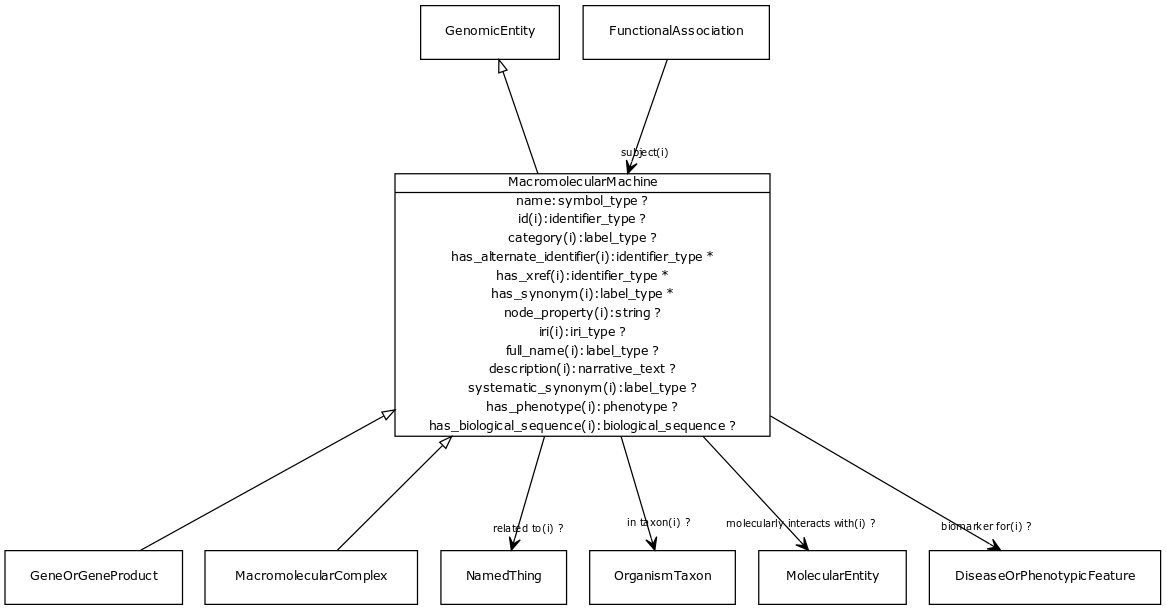 GenomicEntity
FunctionalAssociation
subject(i)
MacromolecularMachine
name:symbol_type ?
id(i):identifier_type ?
category(i):label_type ?
has_alternate_identifier(i):identifier_type *
has_xref(i):identifier_type *
has_synonym(i):label_type *
node_property(i):string ?
iri(i):iri_type ?
full_name(i):label_type ?
description(i):narrative_text ?
systematic_synonym(i):label_type ?
has_phenotype(i):phenotype ?
has_biological_sequence(i):biological_sequence ?
related to(i) ?
in taxon(i) ?
molecularly interacts with(i) ?
biomarker for(i) ?
GeneOrGeneProduct
MacromolecularComplex
NamedThing
OrganismTaxon
MolecularEntity
DiseaseOrPhenotypicFeature